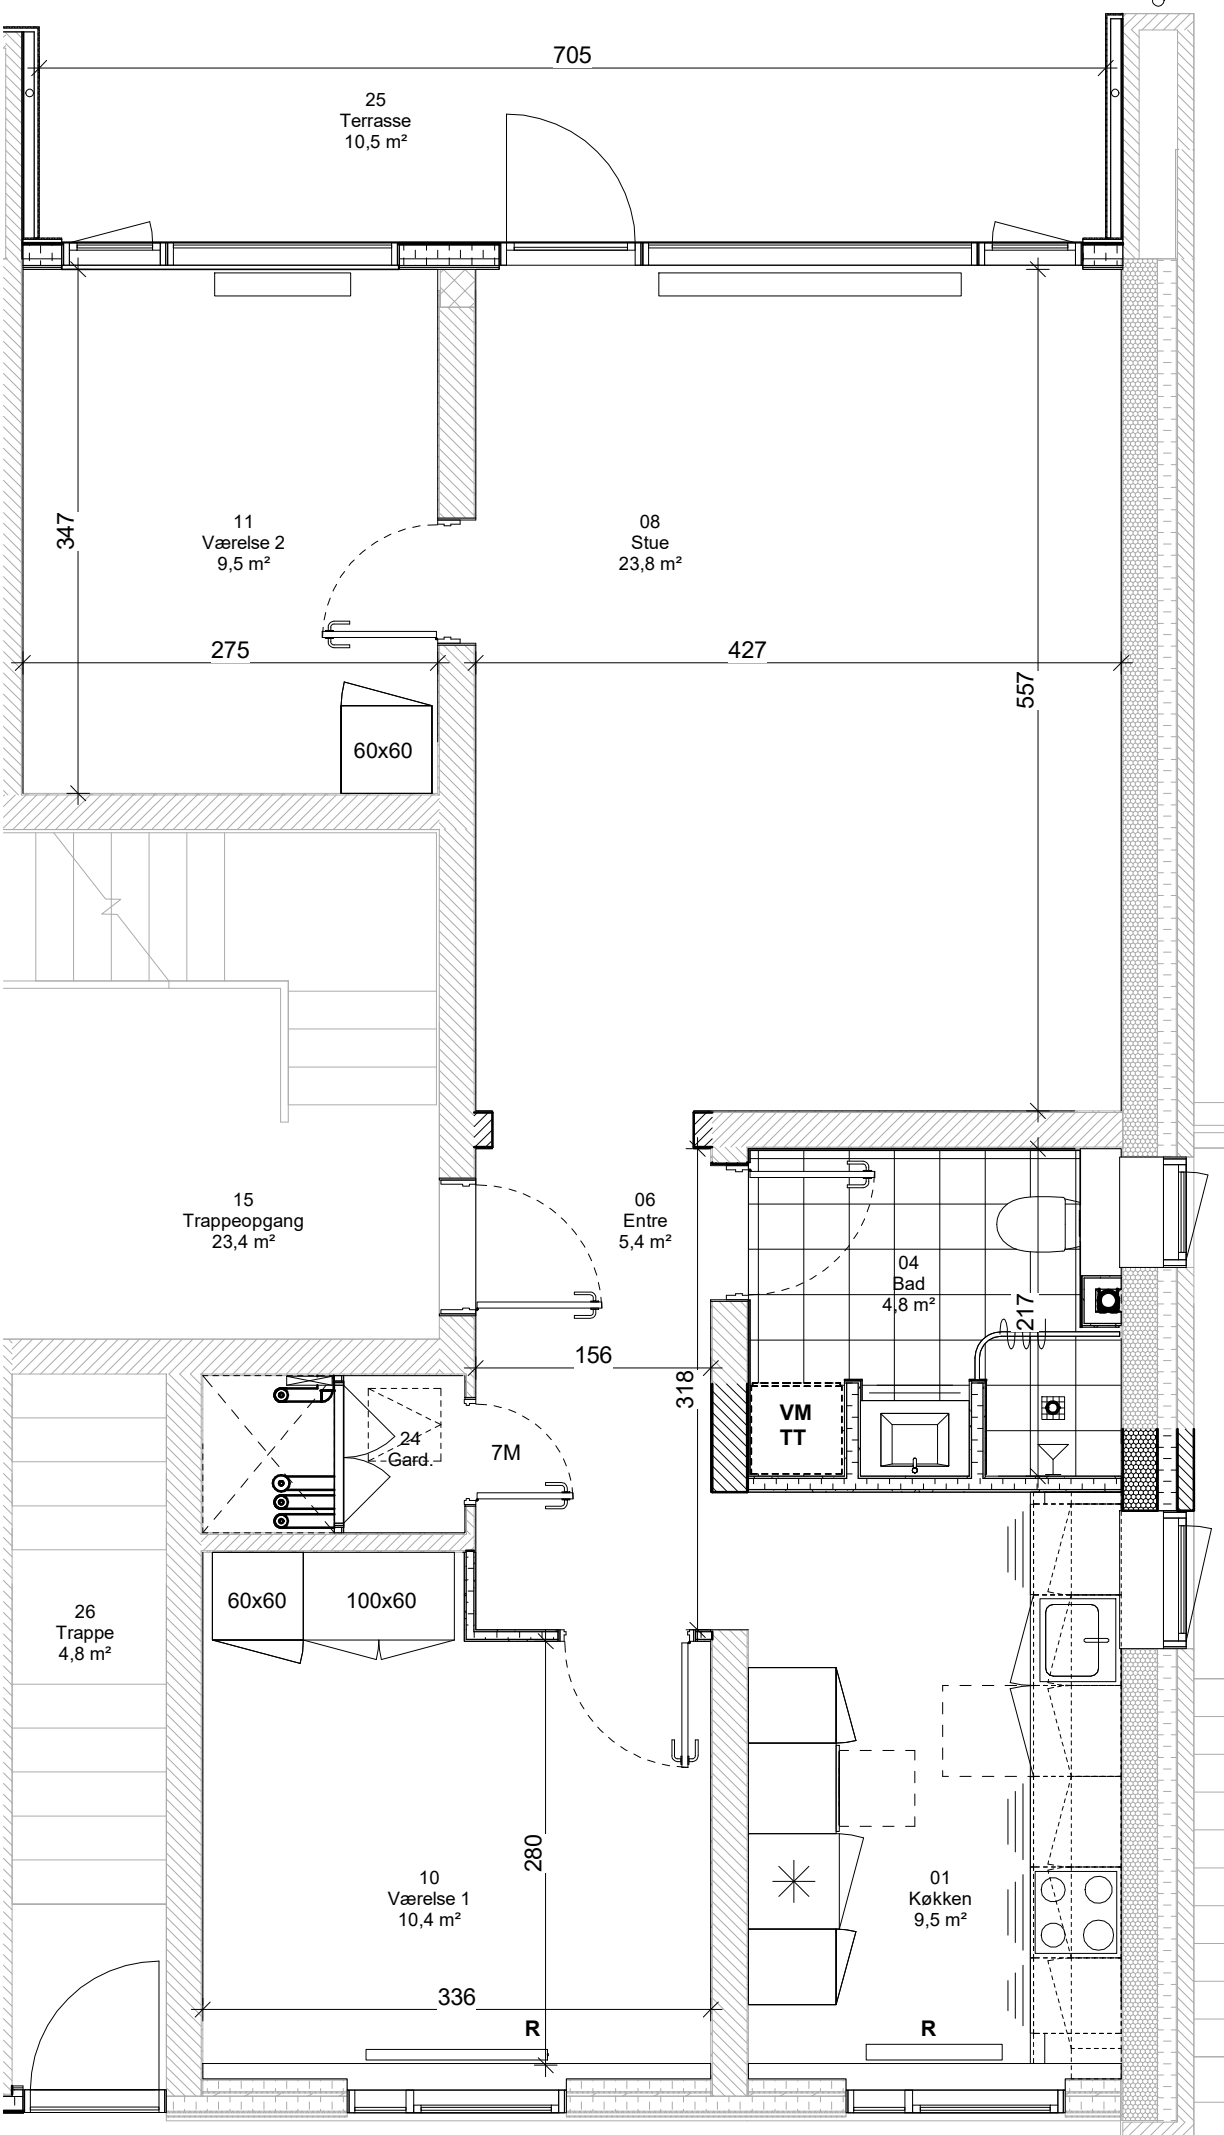 705
25
Terrasse
10,5 m²
347
11
Værelse 2
9,5 m²
08
Stue
23,8 m²
275
427
557
60x60
15
Trappeopgang
23,4 m²
06
Entre
5,4 m²
04
Bad
4,8 m²
217
156
318
VM
TT
24
Gard.
7M
60x60
100x60
26
Trappe
4,8 m²
280
10
Værelse 1
10,4 m²
01
Køkken
9,5 m²
336
R
R